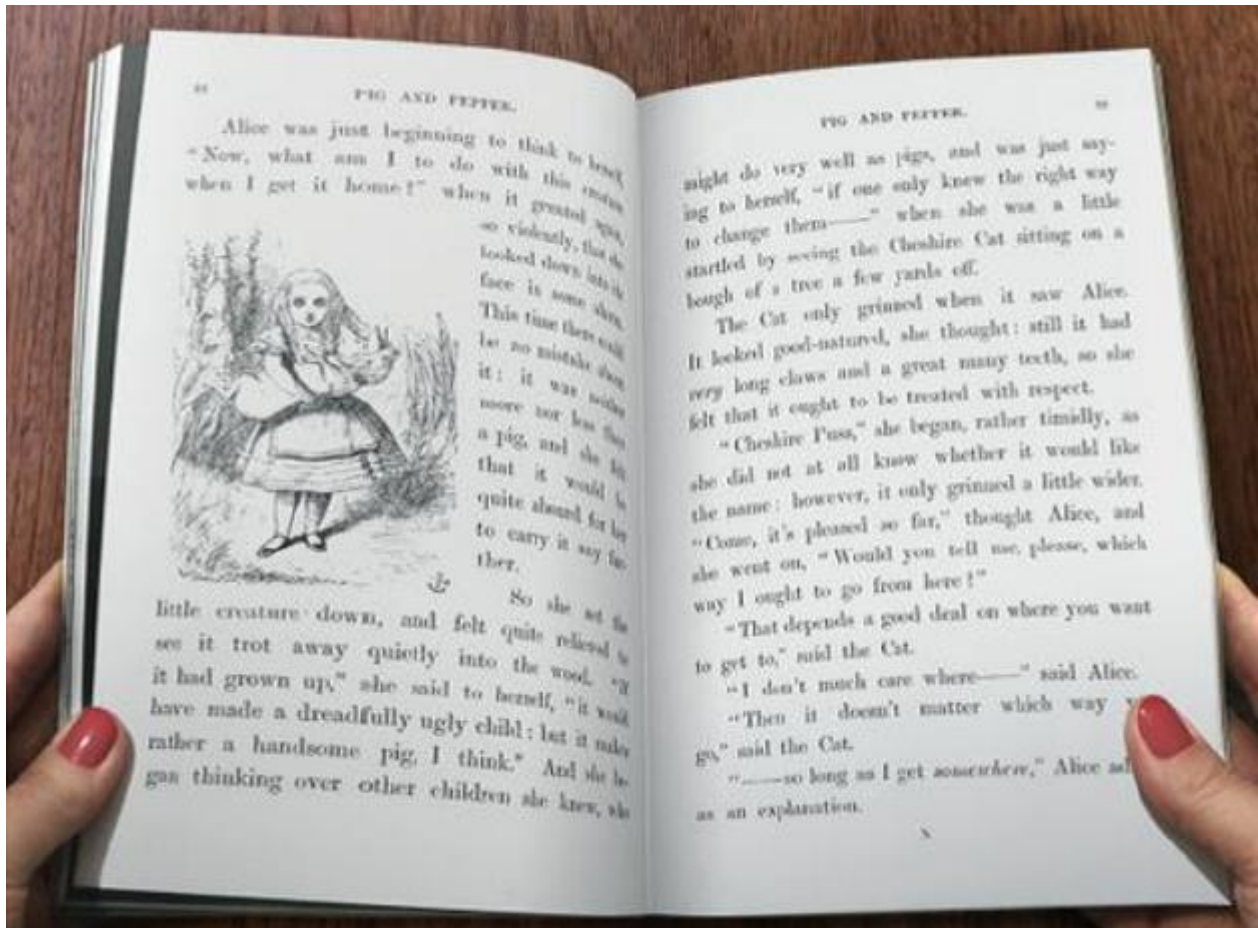 PIG AND PEPPER.
Alice was just beginning to think to herself,
"Now, what am I to do with this creature
when I get it home?" when it grunted again,
so violently, that she
looked down into its
face in some alarm.
This time there could
be no mistake about
it: it was neither
more nor less than
a pig, and she felt
that it would be
quite absurd for her
to carry it any fur-
ther.
So she set the
little creature down, and felt quite relieved to
see it trot away quietly into the wood. "If
it had grown up," she said to herself, "it would
have made a dreadfully ugly child: but it makes
rather a handsome pig, I think." And she be-
gan thinking over other children she knew, who
PIG AND PEPPER.
might do very well as pigs, and was just say-
ing to herself, "if one only knew the right way
to change them——" when she was a little
startled by seeing the Cheshire Cat sitting on a
bough of a tree a few yards off.
The Cat only grinned when it saw Alice.
It looked good-natured, she thought: still it had
very long claws and a great many teeth, so she
felt that it ought to be treated with respect.
"Cheshire Puss," she began, rather timidly, as
she did not at all know whether it would like
the name: however, it only grinned a little wider.
"Come, it's pleased so far," thought Alice, and
she went on, "Would you tell me, please, which
way I ought to go from here?"
"That depends a good deal on where you want
to get to," said the Cat.
"I don't much care where——" said Alice.
"Then it doesn't matter which way
go," said the Cat.
"——so long as I get somewhere," Alice
as an explanation.